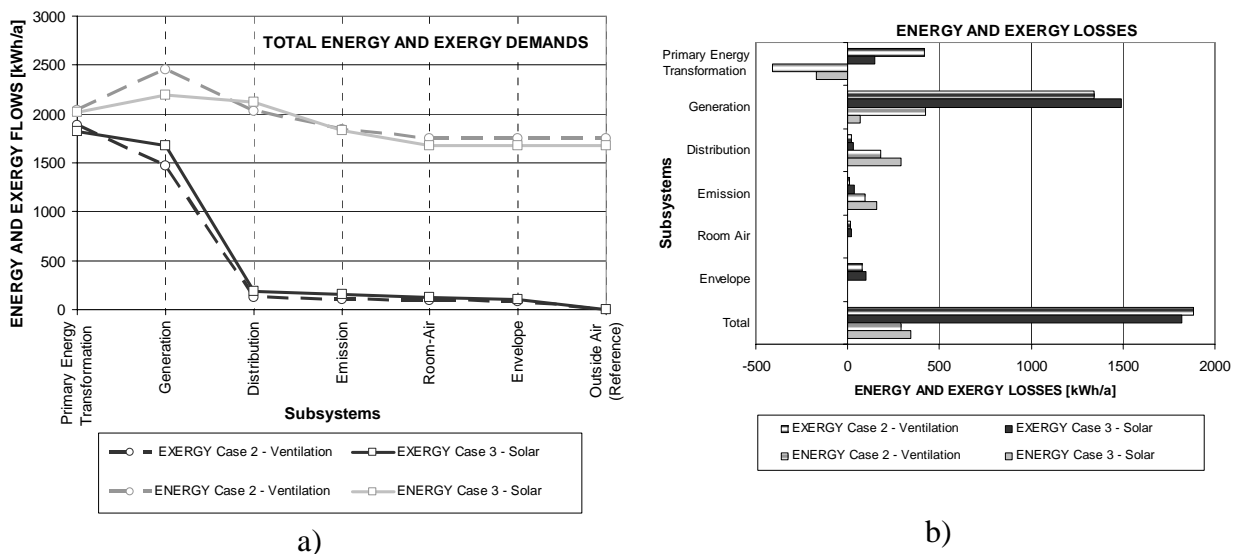 TOTAL ENERGY AND EXERGY DEMANDS
ENERGY AND EXERGY FLOWS [kWh/a]
3000
2500
2000
1500
1000
500
0
Primary Energy
Transformation
Generation
Distribution
Emission
Room-Air
Envelope
Outside Air
(Reference)
Subsystems
EXERGY Case 2 - Ventilation
EXERGY Case 3 - Solar
ENERGY Case 2 - Ventilation
ENERGY Case 3 - Solar
a)
ENERGY AND EXERGY LOSSES
Subsystems
Primary Energy
Transformation
Generation
Distribution
Emission
Room Air
Envelope
Total
-500
0
500
1000
1500
2000
ENERGY AND EXERGY LOSSES [kWh/a]
EXERGY Case 2 - Ventilation
EXERGY Case 3 - Solar
ENERGY Case 2 - Ventilation
ENERGY Case 3 - Solar
b)